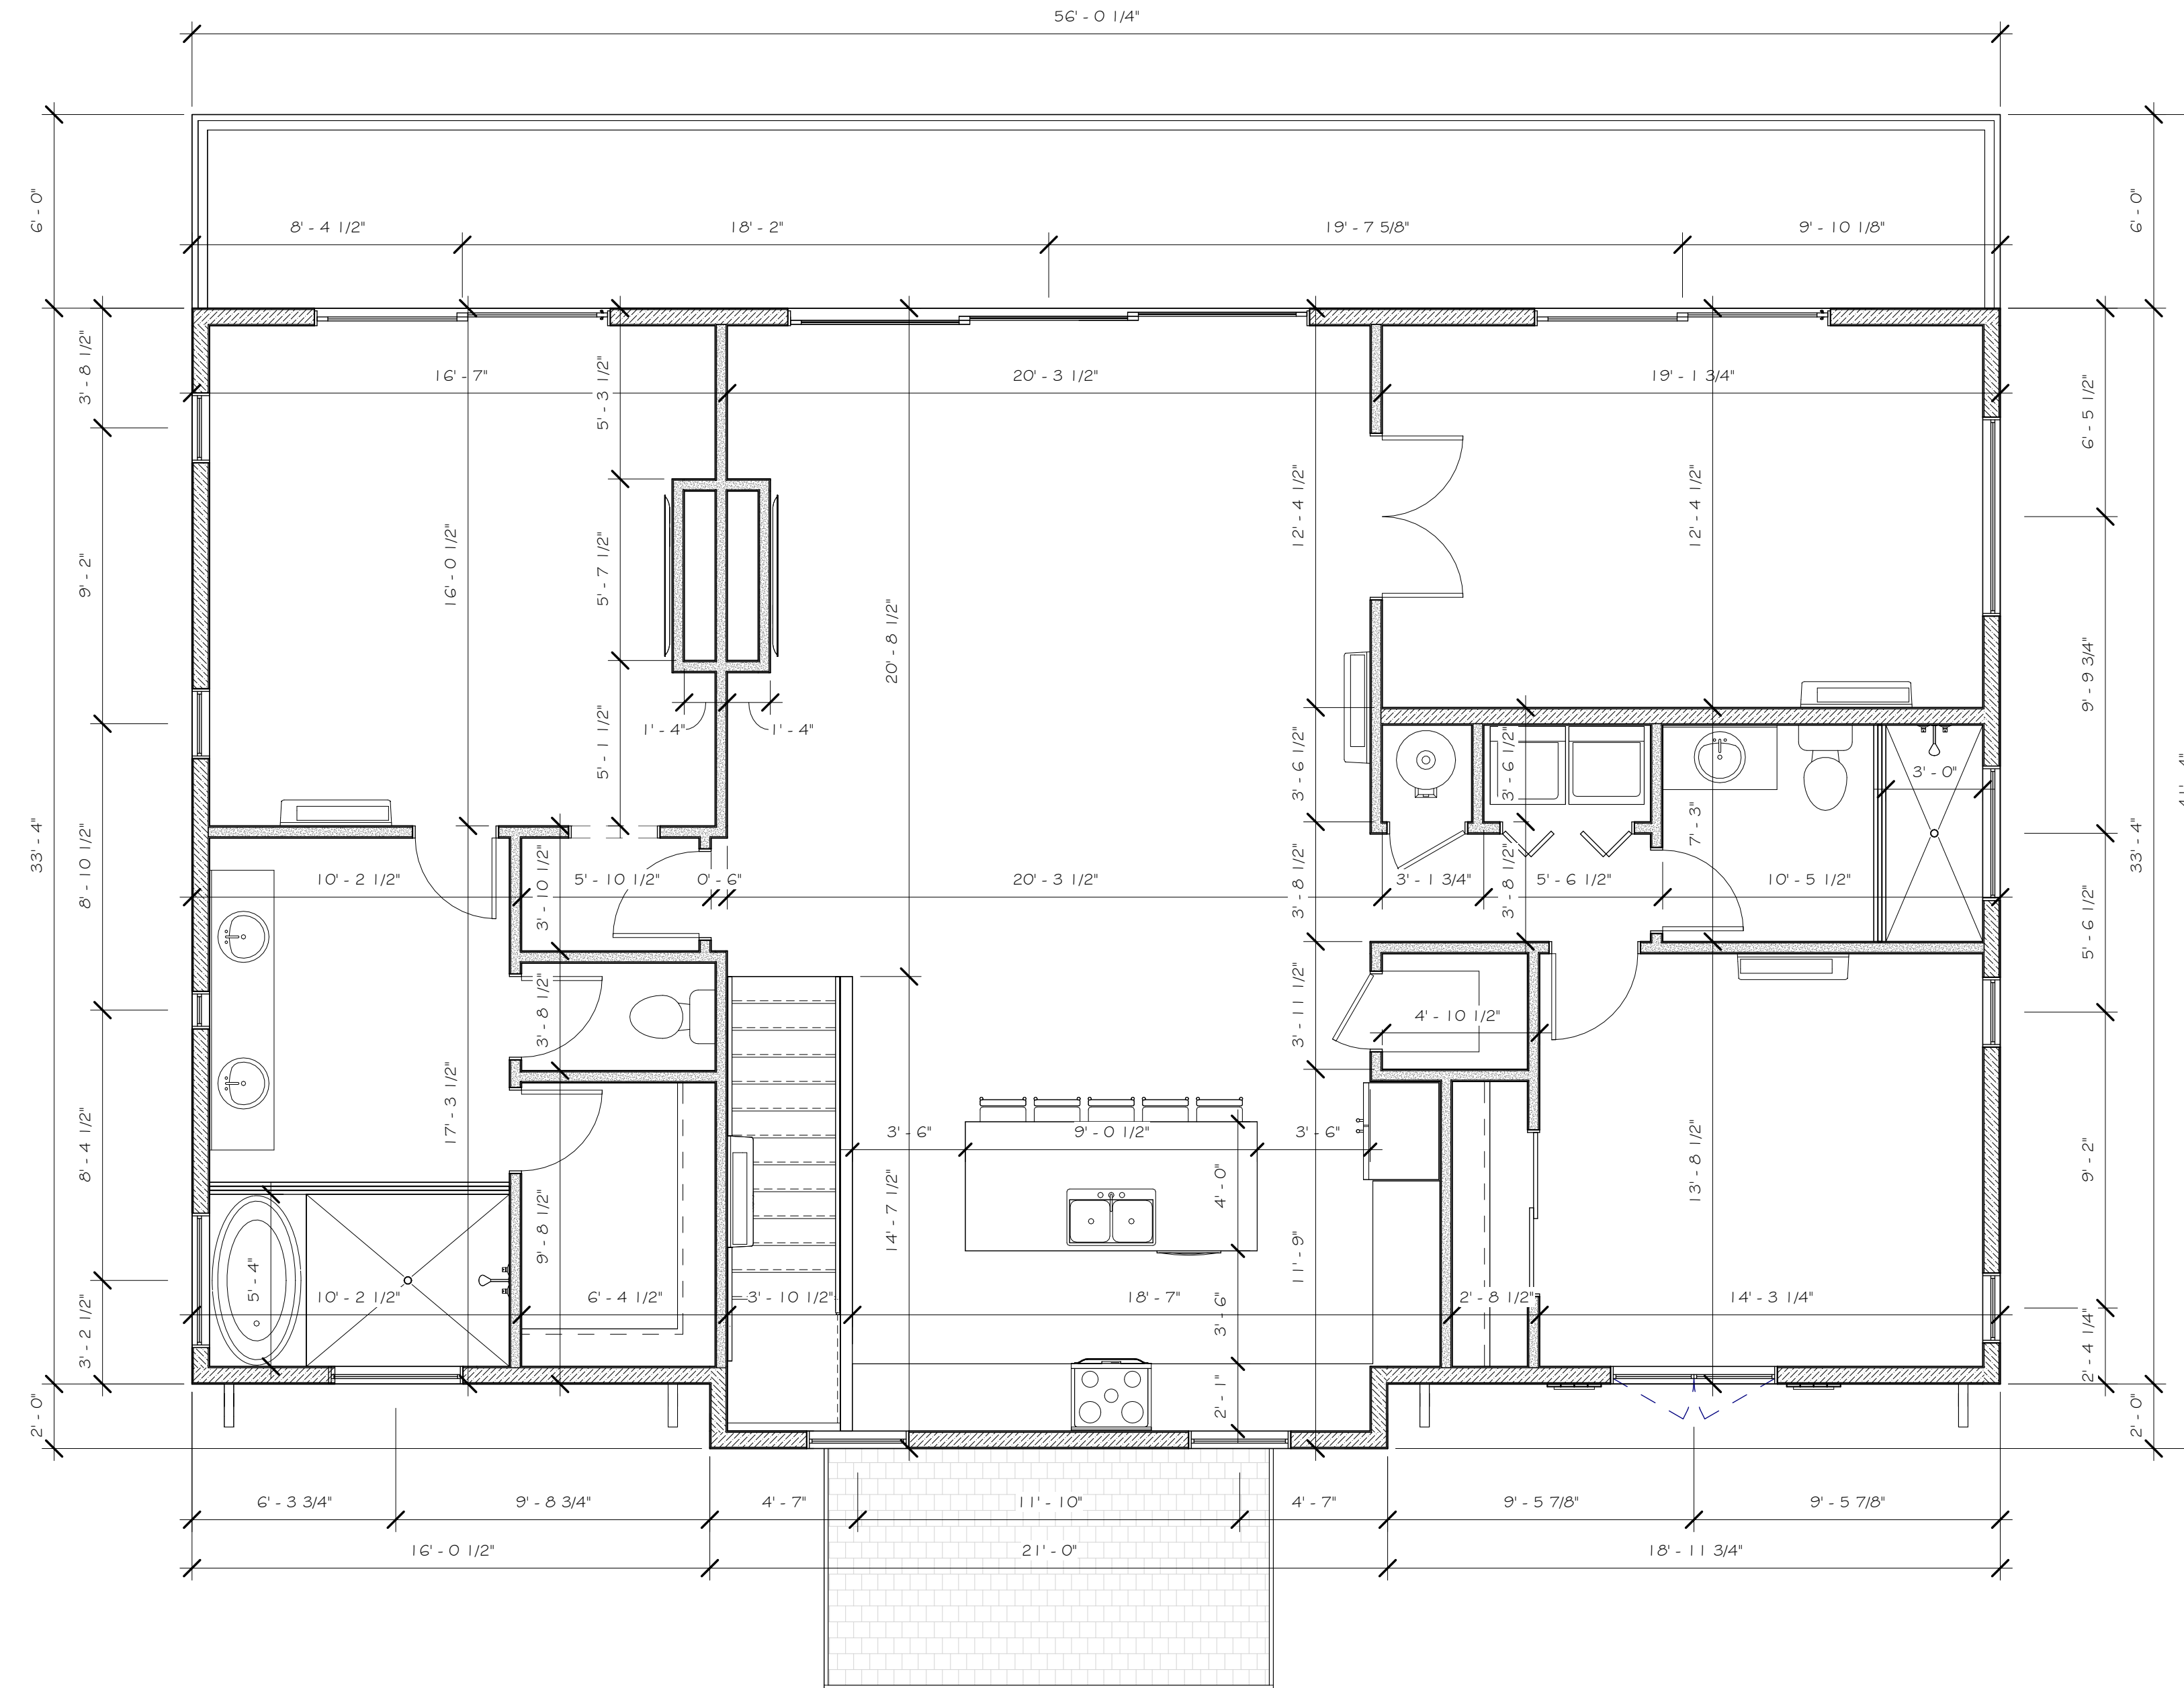 56' - 0 1/4"
6' - 0"
6' - 0"
8' - 4 1/2"
18' - 2"
19' - 7 5/8"
9' - 10 1/8"
3' - 8 1/2"
16' - 7"
5' - 3 1/2"
20' - 3 1/2"
19' - 1 3/4"
6' - 5 1/2"
9' - 2"
16' - 0 1/2"
5' - 7 1/2"
20' - 8 1/2"
12' - 4 1/2"
12' - 4 1/2"
9' - 9 3/4"
1' - 4"
1' - 4"
5' - 1 1/2"
3' - 6 1/2"
3' - 6 1/2"
3' - 0"
7' - 3"
33' - 4"
33' - 4"
8' - 10 1/2"
10' - 2 1/2"
3' - 10 1/2"
5' - 10 1/2"
0' - 6"
20' - 3 1/2"
3' - 8 1/2"
3' - 1 3/4"
3' - 8 1/2"
5' - 6 1/2"
10' - 5 1/2"
5' - 6 1/2"
3' - 8 1/2"
3' - 11 1/2"
4' - 10 1/2"
8' - 4 1/2"
17' - 3 1/2"
3' - 6"
9' - 0 1/2"
3' - 6"
4' - 0"
14' - 7 1/2"
13' - 8 1/2"
9' - 2"
9' - 8 1/2"
11' - 9"
5' - 4"
10' - 2 1/2"
6' - 4 1/2"
3' - 10 1/2"
18' - 7"
3' - 6"
2' - 8 1/2"
14' - 3 1/4"
3' - 2 1/2"
2' - 4 1/4"
2' - 1"
2' - 0"
2' - 0"
6' - 3 3/4"
9' - 8 3/4"
4' - 7"
11' - 10"
4' - 7"
9' - 5 7/8"
9' - 5 7/8"
16' - 0 1/2"
21' - 0"
18' - 11 3/4"